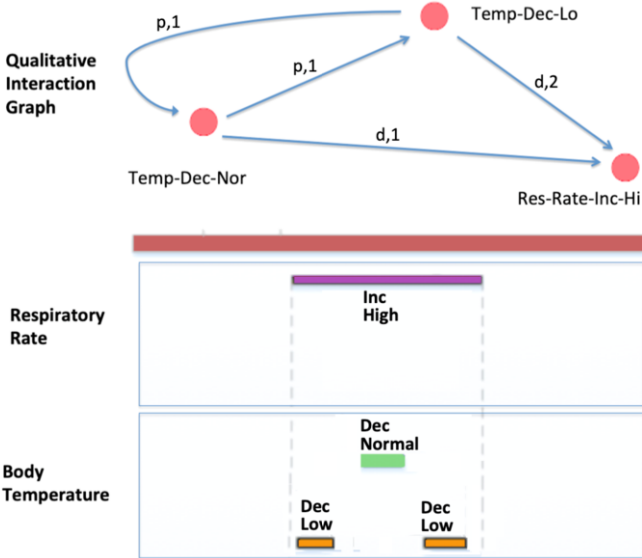 p,1
Temp-Dec-Lo
Qualitative
Interaction
Graph
p,1
d,2
d,1
Temp-Dec-Nor
Res-Rate-Inc-Hi
Respiratory
Rate
Inc
High
Dec
Normal
Body
Temperature
Dec
Low
Dec
Low